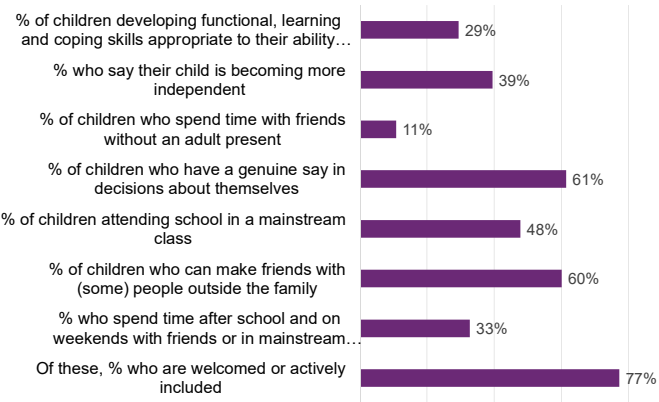 % of children developing functional, learning
and coping skills appropriate to their ability…
29%
% who say their child is becoming more
independent
39%
% of children who spend time with friends
without an adult present
11%
% of children who have a genuine say in
decisions about themselves
61%
% of children attending school in a mainstream
class
48%
% of children who can make friends with
(some) people outside the family
60%
% who spend time after school and on
weekends with friends or in mainstream…
33%
Of these, % who are welcomed or actively
included
77%